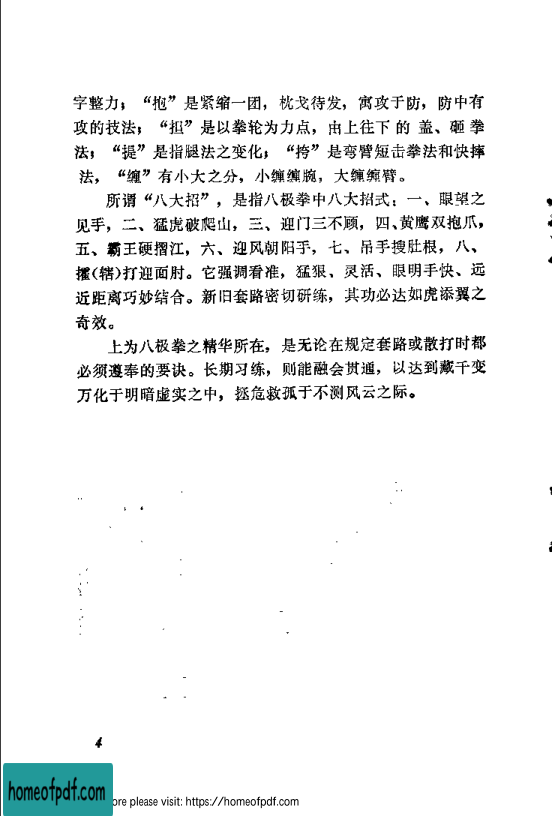 字整力；“抱”是紧缩一团，枕戈待发，寓攻于防，防中有
攻的技法；“担”是以拳轮为力点，由上往下的盖、砸拳
法；“提”是指腿法之变化；“挎”是弯臂短击拳法和快摔
法，“缠”有小大之分，小缠缠腕，大缠缠臂。
所谓“八大招”，是指八极拳中八大招式：一、眼望之
见手，二、猛虎破爬山，三、迎门三不顾，四、黄鹰双抱爪，
五、霸王硬摺江，六、迎风朝阳手，七、吊手搜肚根，八、
㩴(辖)打迎面肘。它强调看准，猛狠、灵活、眼明手快、远
近距离巧妙结合。新旧套路密切研练，其功必达如虎添翼之
奇效。
上为八极拳之精华所在，是无论在规定套路或散打时都
必须遵奉的要诀。长期习练，则能融会贯通，以达到藏千变
万化于明暗虚实之中，拯危救孤于不测风云之际。
4
homeofpdf.com
ore please visit: https://homeofpdf.com